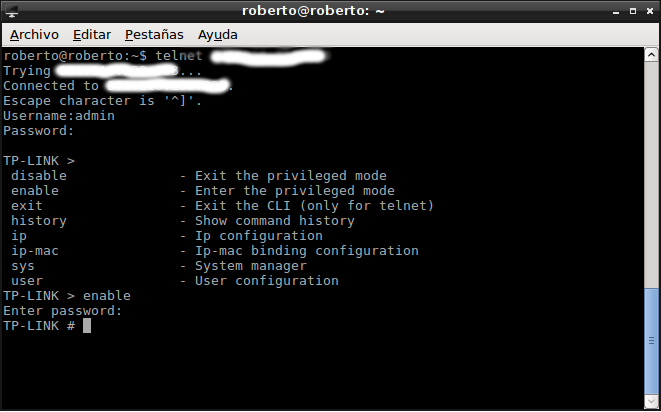 roberto@roberto: ~
Archivo Editar Pestañas Ayuda
roberto@roberto:~$ telnet
Trying ...
Connected to .
Escape character is '^]'.
Username:admin
Password:
TP-LINK >
disable - Exit the privileged mode
enable - Enter the privileged mode
exit - Exit the CLI (only for telnet)
history - Show command history
ip - Ip configuration
ip-mac - Ip-mac binding configuration
sys - System manager
user - User configuration
TP-LINK > enable
Enter password:
TP-LINK #